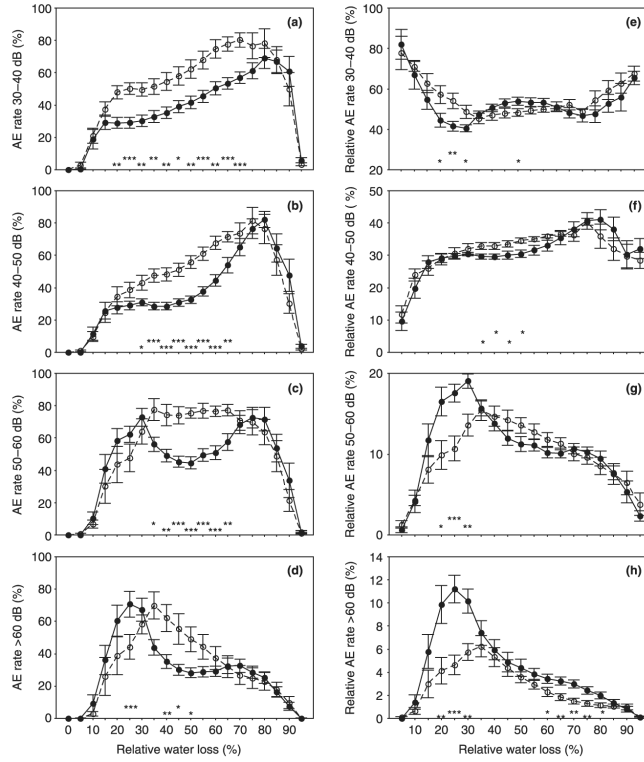 (a)
AE rate 30–40 dB (%)
100
80
60
40
20
0
** *** ** ** ** * ** *** ** *** **
(e)
Relative AE rate 30–40 dB (%)
100
80
60
40
20
* ** * *
(b)
AE rate 40–50 dB (%)
100
80
60
40
20
0
* *** *** *** *** *** *** **
(f)
Relative AE rate 40–50 dB ( %)
50
40
30
20
10
0
* * * *
(c)
AE rate 50–60 dB (%)
100
80
60
40
20
0
* ** *** *** *** *** **
(g)
Relative AE rate 50–60 dB (%)
20
10
0
* *** **
(d)
AE rate >60 dB (%)
100
80
60
40
20
0
*** ** * *
0 10 20 30 40 50 60 70 80 90
Relative water loss (%)
(h)
Relative AE rate >60 dB (%)
14
12
10
8
6
4
2
0
** *** ** * ** ** ** *
0 10 20 30 40 50 60 70 80 90
Relative water loss (%)